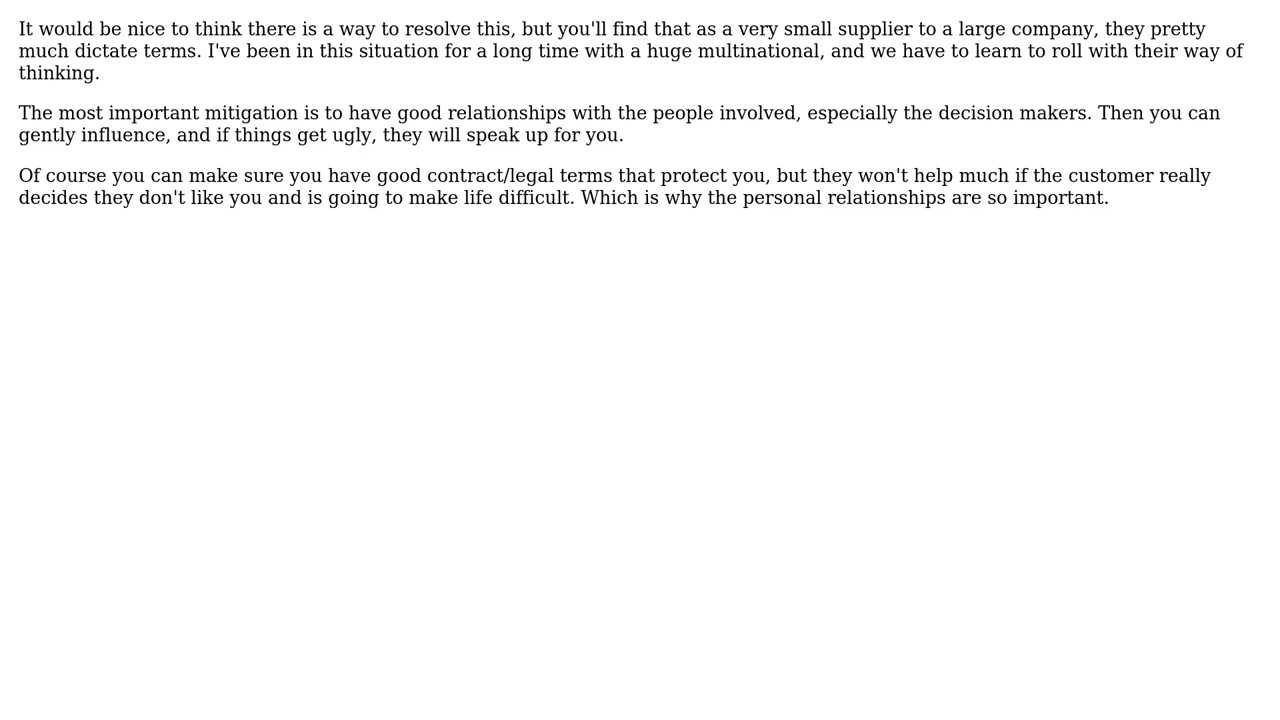 It would be nice to think there is a way to resolve this, but you'll find that as a very small supplier to a large company, they pretty
much dictate terms. I've been in this situation for a long time with a huge multinational, and we have to learn to roll with their way of
thinking.
The most important mitigation is to have good relationships with the people involved, especially the decision makers. Then you can
gently influence, and if things get ugly, they will speak up for you.
Of course you can make sure you have good contract/legal terms that protect you, but they won't help much if the customer really
decides they don't like you and is going to make life difficult. Which is why the personal relationships are so important.